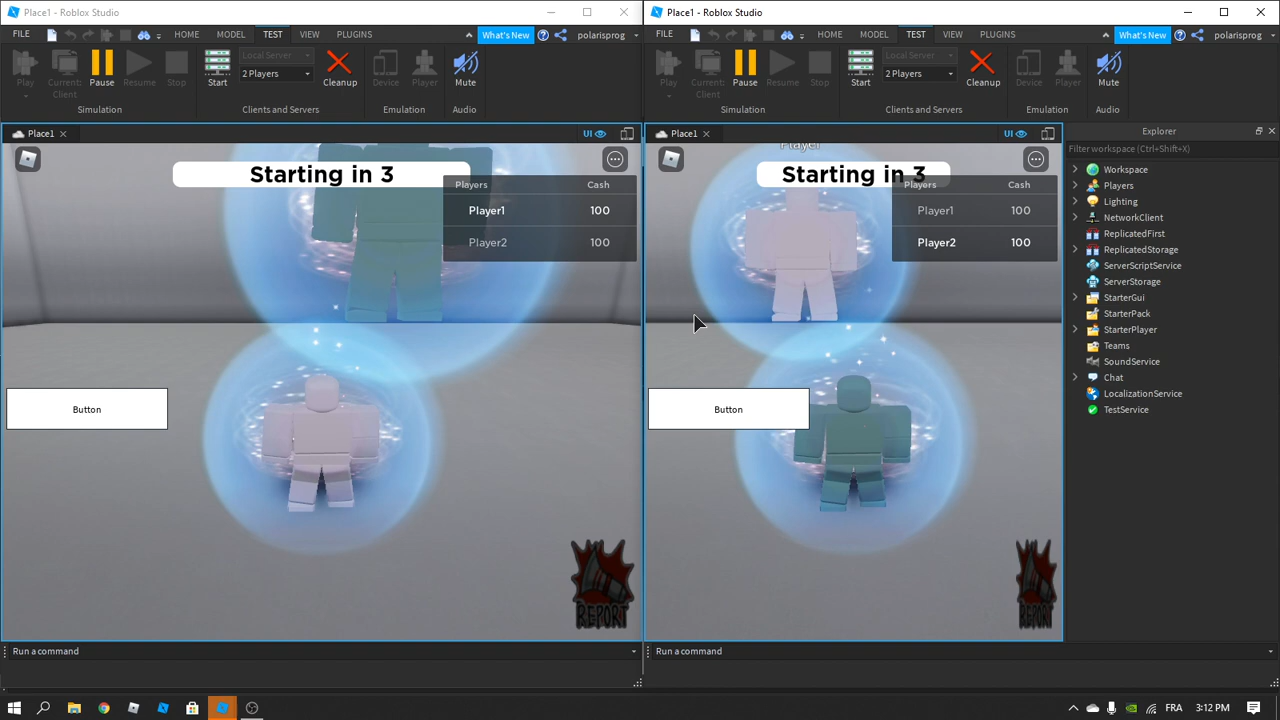 Place1 - Roblox Studio
FILE HOME MODEL TEST VIEW PLUGINS What's New polarisprog
Play Current: Client Pause Resume Stop Start Local Server 2 Players Cleanup Device Player Mute
Simulation Clients and Servers Emulation Audio
Place1 UI
Starting in 3
Players Cash
Player1 100
Player2 100
Button
REPORT
Run a command
Place1 - Roblox Studio
FILE HOME MODEL TEST VIEW PLUGINS What's New polarisprog
Play Current: Client Pause Resume Stop Start Local Server 2 Players Cleanup Device Player Mute
Simulation Clients and Servers Emulation Audio
Place1 UI
Player1
Starting in 3
Players Cash
Player1 100
Player2 100
Button
REPORT
Run a command
Explorer
Filter workspace (Ctrl+Shift+X)
Workspace
Players
Lighting
NetworkClient
ReplicatedFirst
ReplicatedStorage
ServerScriptService
ServerStorage
StarterGui
StarterPack
StarterPlayer
Teams
SoundService
Chat
LocalizationService
TestService
FRA 3:12 PM